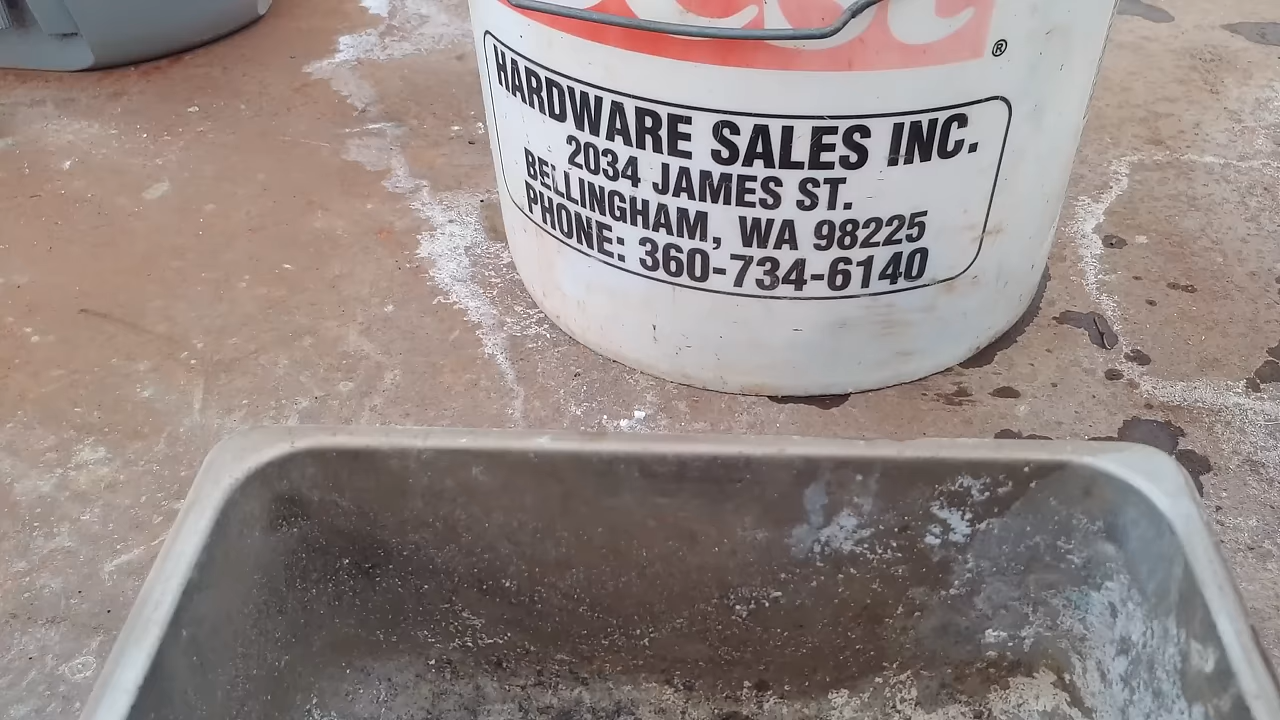 ®
HARDWARE SALES INC.
2034 JAMES ST.
BELLINGHAM, WA 98225
PHONE: 360-734-6140